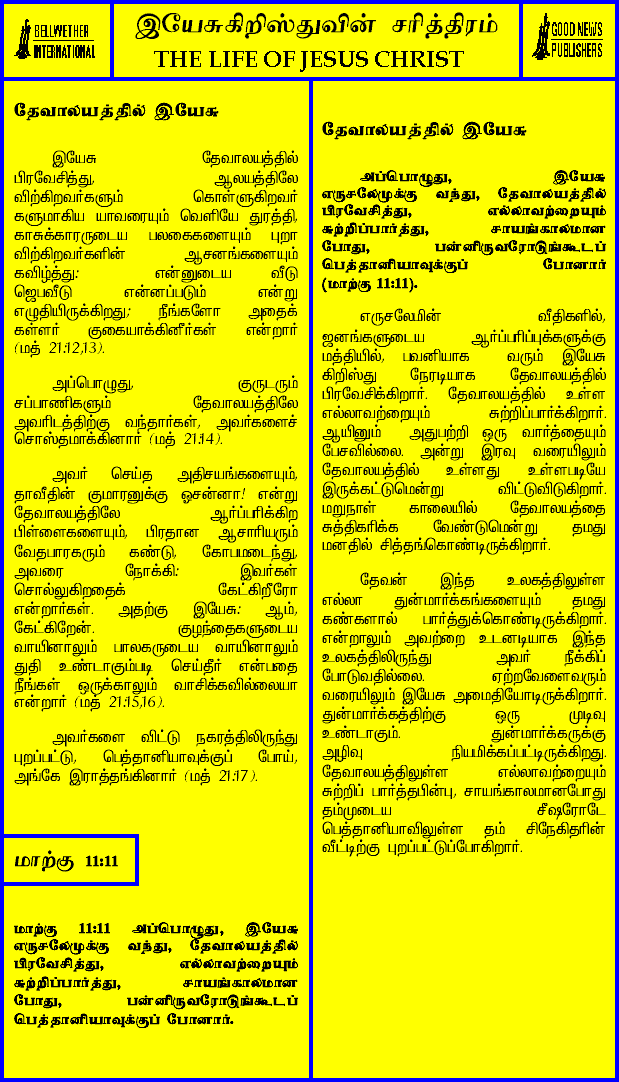 BELLWETHER
INTERNATIONAL
இயேசுகிறிஸ்துவின் சரித்திரம்
THE LIFE OF JESUS CHRIST
GOOD NEWS
PUBLISHERS
தேவாலயத்தில் இயேசு
இயேசு தேவாலயத்தில்
பிரவேசித்து, ஆலயத்திலே
விற்கிறவர்களும் கொள்ளுகிறவர்
களுமாகிய யாவரையும் வெளியே துரத்தி,
காசுக்காரருடைய பலகைகளையும் புறா
விற்கிறவர்களின் ஆசனங்களையும்
கவிழ்த்து: என்னுடைய வீடு
ஜெபவீடு என்னப்படும் என்று
எழுதியிருக்கிறது; நீங்களோ அதைக்
கள்ளர் குகையாக்கினீர்கள் என்றார்
(மத் 21:12,13).
அப்பொழுது, குருடரும்
சப்பாணிகளும் தேவாலயத்திலே
அவரிடத்திற்கு வந்தார்கள், அவர்களைச்
சொஸ்தமாக்கினார் (மத் 21:14).
அவர் செய்த அதிசயங்களையும்,
தாவீதின் குமாரனுக்கு ஓசன்னா! என்று
தேவாலயத்திலே ஆர்ப்பரிக்கிற
பிள்ளைகளையும், பிரதான ஆசாரியரும்
வேதபாரகரும் கண்டு, கோபமடைந்து,
அவரை நோக்கி: இவர்கள்
சொல்லுகிறதைக் கேட்கிறீரோ
என்றார்கள். அதற்கு இயேசு: ஆம்,
கேட்கிறேன். குழந்தைகளுடைய
வாயினாலும் பாலகருடைய வாயினாலும்
துதி உண்டாகும்படி செய்தீர் என்பதை
நீங்கள் ஒருக்காலும் வாசிக்கவில்லையா
என்றார் (மத் 21:15,16).
அவர்களை விட்டு நகரத்திலிருந்து
புறப்பட்டு, பெத்தானியாவுக்குப் போய்,
அங்கே இராத்தங்கினார் (மத் 21:17).
மாற்கு 11:11
மாற்கு 11:11 அப்பொழுது, இயேசு
எருசலேமுக்கு வந்து, தேவாலயத்தில்
பிரவேசித்து, எல்லாவற்றையும்
சுற்றிப்பார்த்து, சாயங்காலமான
போது, பன்னிருவரோடுங்கூடப்
பெத்தானியாவுக்குப் போனார்.
தேவாலயத்தில் இயேசு
அப்பொழுது, இயேசு
எருசலேமுக்கு வந்து, தேவாலயத்தில்
பிரவேசித்து, எல்லாவற்றையும்
சுற்றிப்பார்த்து, சாயங்காலமான
போது, பன்னிருவரோடுங்கூடப்
பெத்தானியாவுக்குப் போனார்
(மாற்கு 11:11).
எருசலேமின் வீதிகளில்,
ஜனங்களுடைய ஆர்ப்பரிப்புக்களுக்கு
மத்தியில், பவனியாக வரும் இயேசு
கிறிஸ்து நேரடியாக தேவாலயத்தில்
பிரவேசிக்கிறார். தேவாலயத்தில் உள்ள
எல்லாவற்றையும் சுற்றிப்பார்க்கிறார்.
ஆயினும் அதுபற்றி ஒரு வார்த்தையும்
பேசவில்லை. அன்று இரவு வரையிலும்
தேவாலயத்தில் உள்ளது உள்ளபடியே
இருக்கட்டுமென்று விட்டுவிடுகிறார்.
மறுநாள் காலையில் தேவாலயத்தை
சுத்திகரிக்க வேண்டுமென்று தமது
மனதில் சித்தங்கொண்டிருக்கிறார்.
தேவன் இந்த உலகத்திலுள்ள
எல்லா துன்மார்க்கங்களையும் தமது
கண்களால் பார்த்துக்கொண்டிருக்கிறார்.
என்றாலும் அவற்றை உடனடியாக இந்த
உலகத்திலிருந்து அவர் நீக்கிப்
போடுவதில்லை. ஏற்றவேளைவரும்
வரையிலும் இயேசு அமைதியோடிருக்கிறார்.
துன்மார்க்கத்திற்கு ஒரு முடிவு
உண்டாகும். துன்மார்க்கருக்கு
அழிவு நியமிக்கப்பட்டிருக்கிறது.
தேவாலயத்திலுள்ள எல்லாவற்றையும்
சுற்றிப் பார்த்தபின்பு, சாயங்காலமானபோது
தம்முடைய சீஷரோடே
பெத்தானியாவிலுள்ள தம் சிநேகிதரின்
வீட்டிற்கு புறப்பட்டுப்போகிறார்.